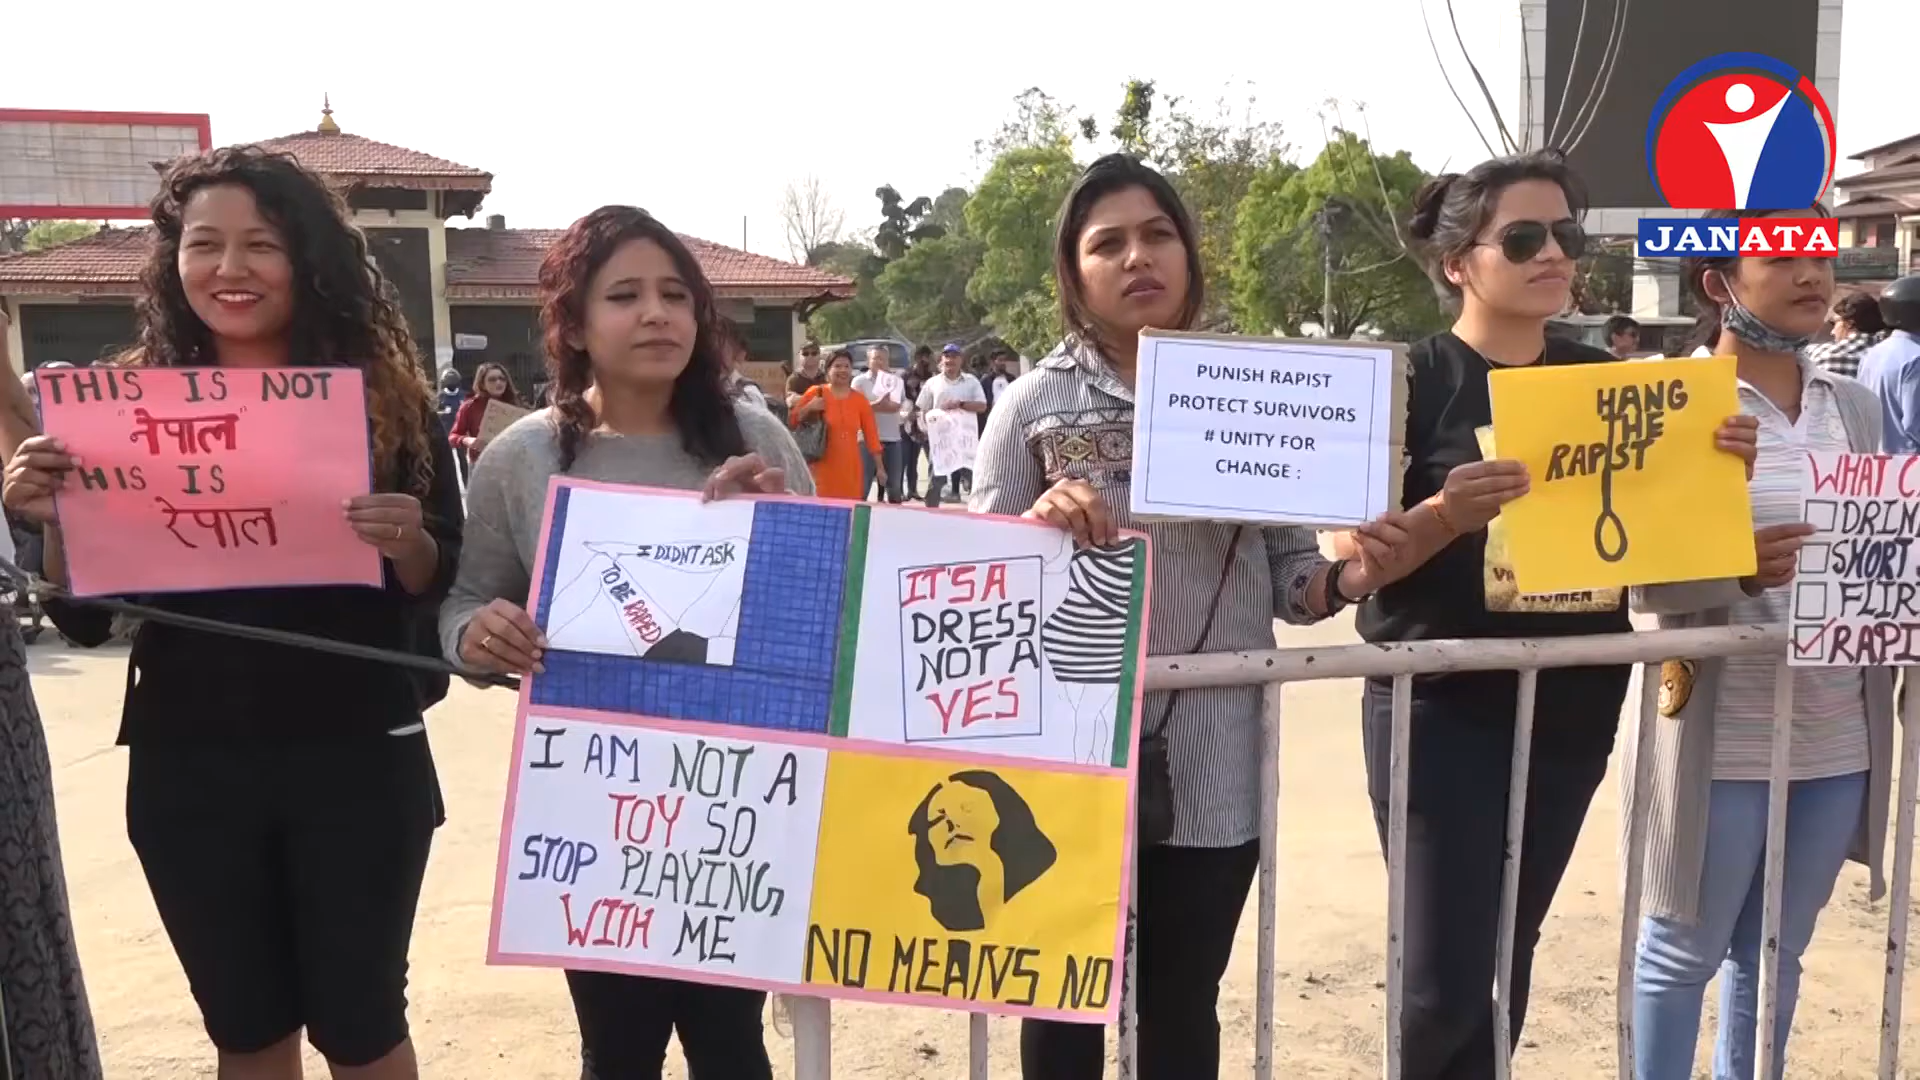 JANATA
THIS IS NOT
"नेपाल"
THIS IS
"रेपाल"
I DIDNT ASK
TO BE RAPED
IT'S A
DRESS
NOT A
YES
I AM NOT A
TOY SO
STOP PLAYING
WITH ME
NO MEANS NO
PUNISH RAPIST
PROTECT SURVIVORS
# UNITY FOR
CHANGE :
HANG
THE
RAPIST
WOMEN
WHAT C
DRIN
SHORT
FLIR
RAPI